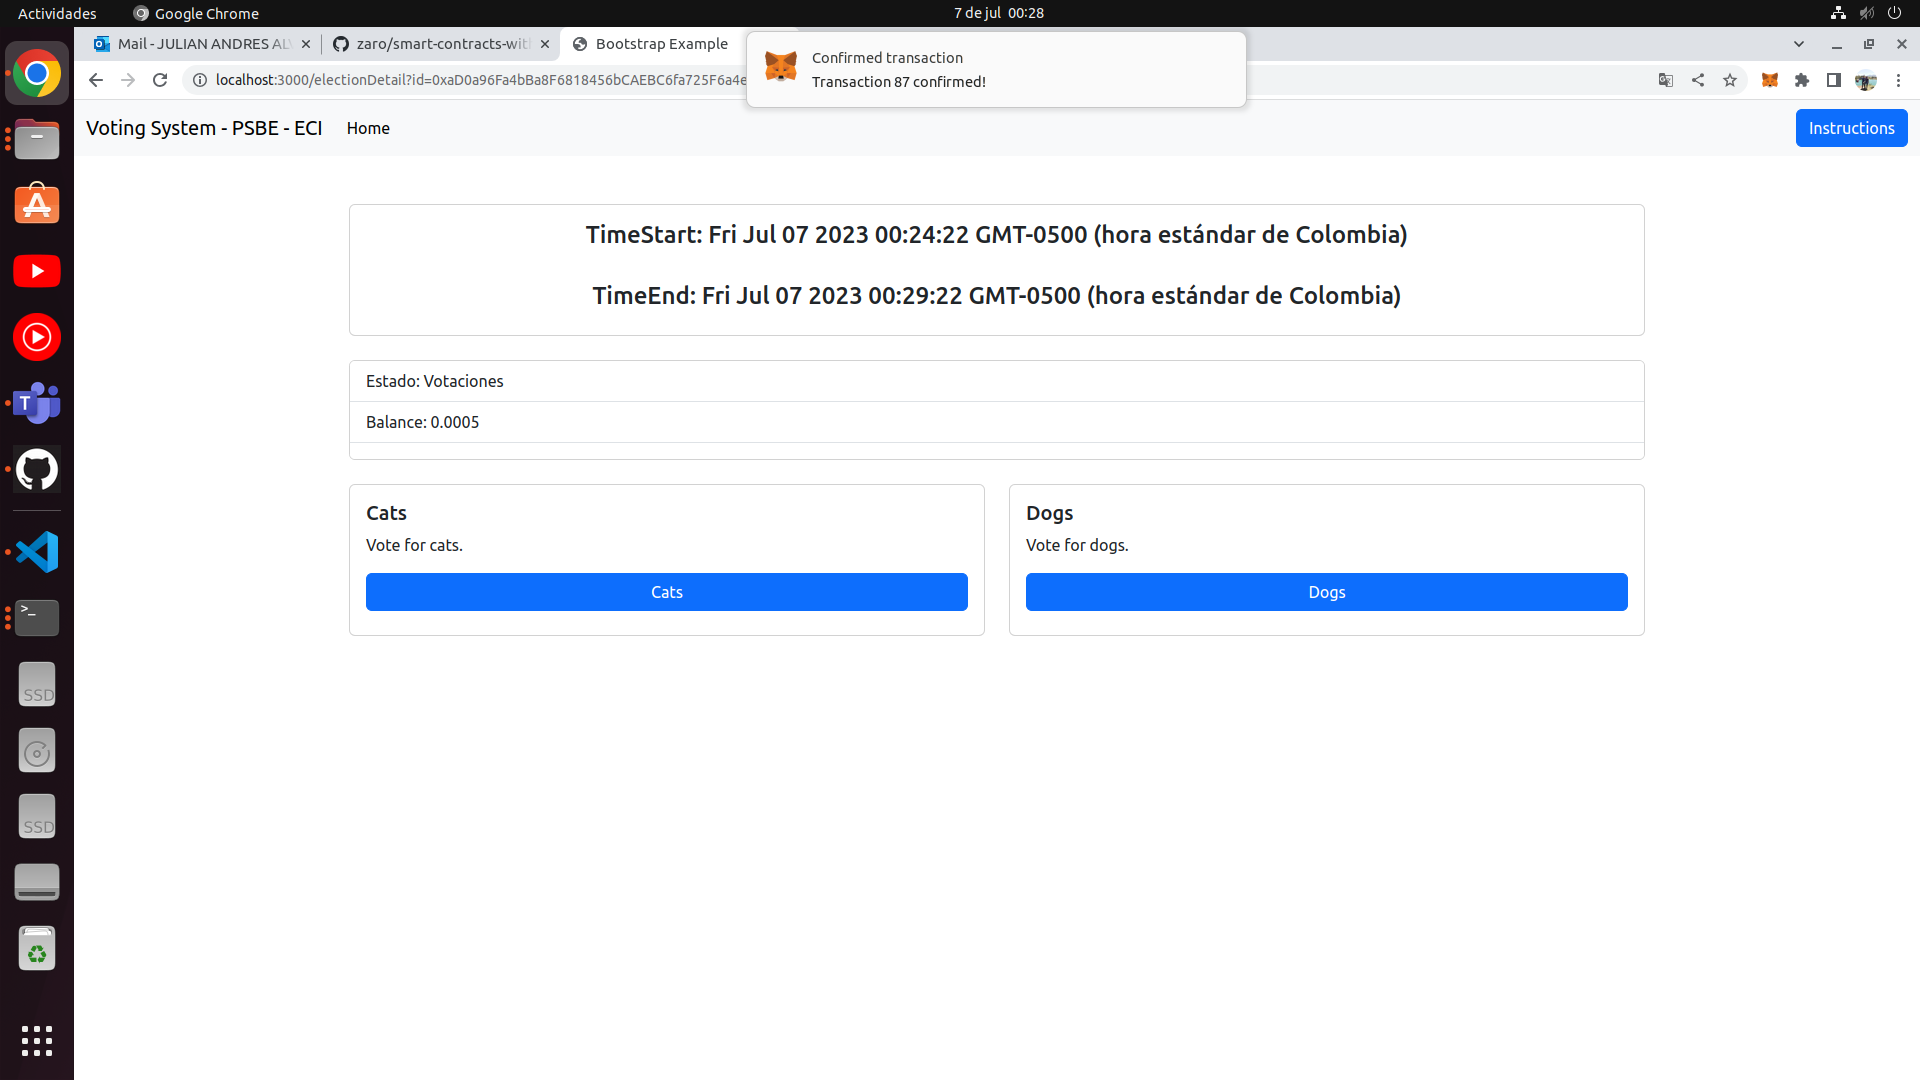 Actividades
Google Chrome
7 de jul 00:28
Mail - JULIAN ANDRES AL
zaro/smart-contracts-wit
Bootstrap Example
Confirmed transaction
Transaction 87 confirmed!
localhost:3000/electionDetail?id=0xaD0a96Fa4bBa8F6818456bCAEBC6fa725F6a4e
Voting System - PSBE - ECI
Home
Instructions
TimeStart: Fri Jul 07 2023 00:24:22 GMT-0500 (hora estándar de Colombia)
TimeEnd: Fri Jul 07 2023 00:29:22 GMT-0500 (hora estándar de Colombia)
Estado: Votaciones
Balance: 0.0005
Cats
Vote for cats.
Cats
Dogs
Vote for dogs.
Dogs
T
>_
SSD
SSD